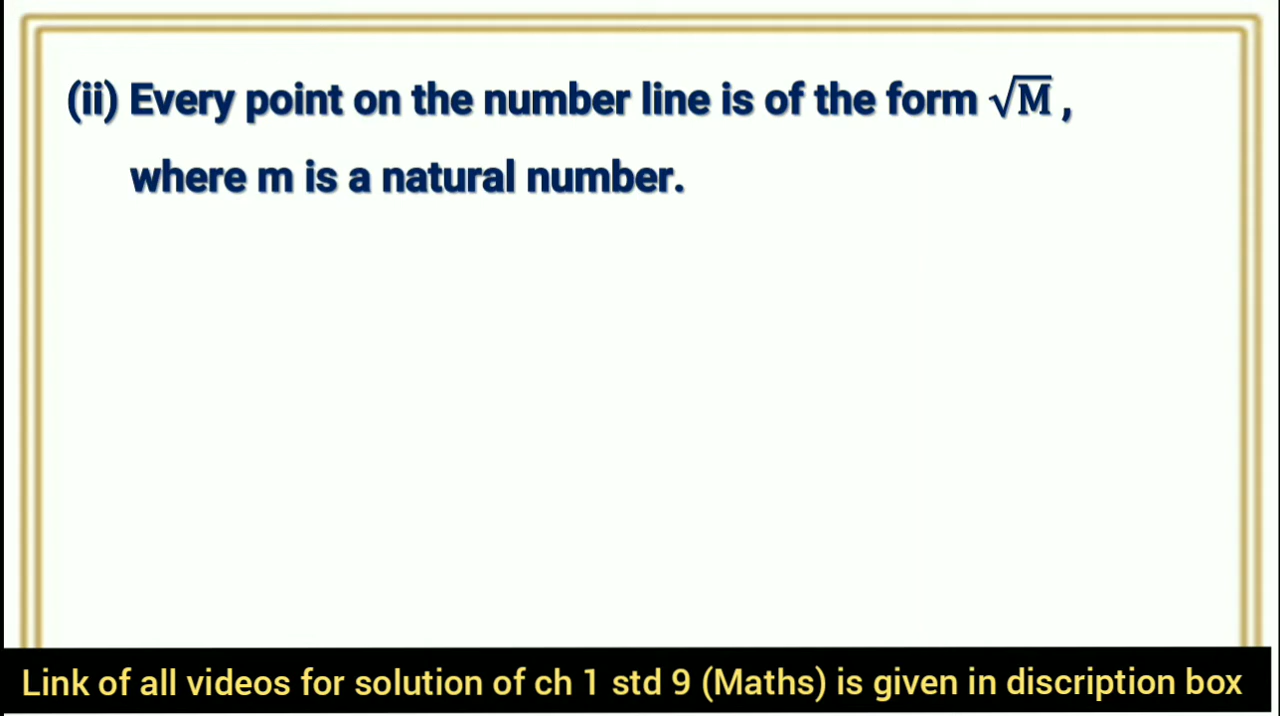 (ii) Every point on the number line is of the form √M ,
where m is a natural number.
Link of all videos for solution of ch 1 std 9 (Maths) is given in discription box